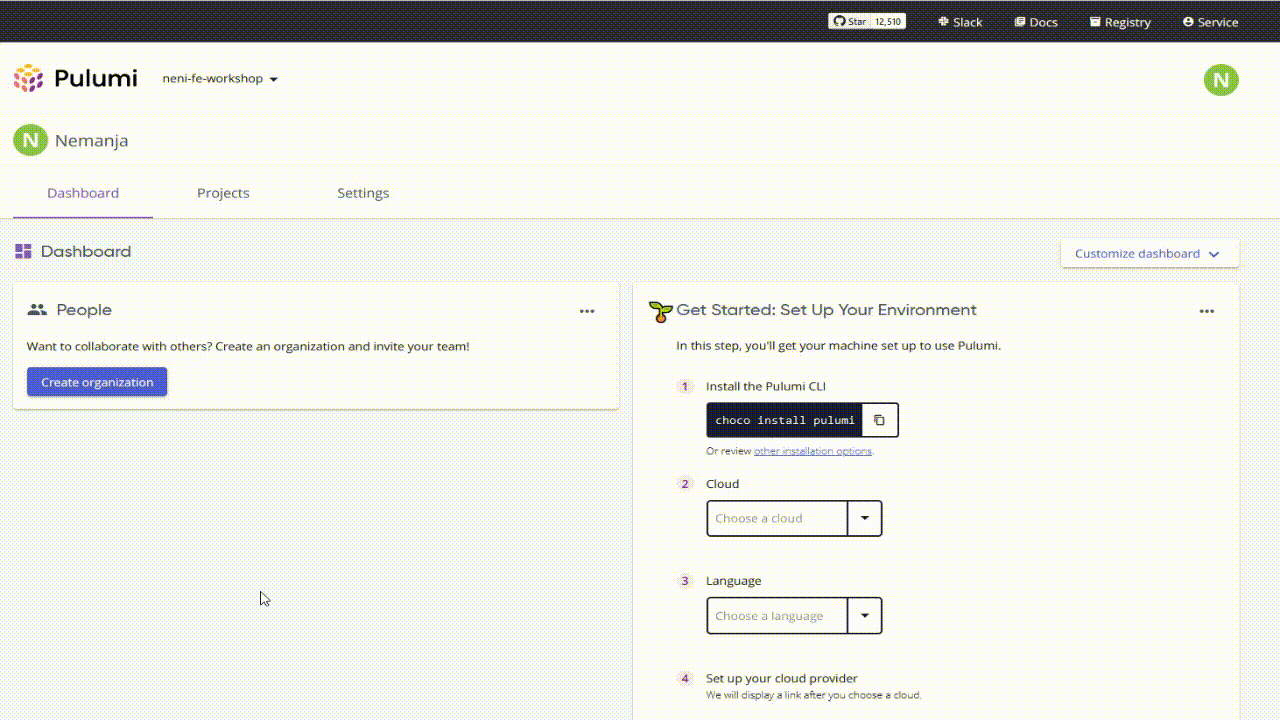 Star 12,510 Slack Docs Registry Service
Pulumi neni-fe-workshop N
N Nemanja
Dashboard Projects Settings
Dashboard
Customize dashboard
People
Want to collaborate with others? Create an organization and invite your team!
Create organization
Get Started: Set Up Your Environment
In this step, you'll get your machine set up to use Pulumi.
1 Install the Pulumi CLI
choco install pulumi
Or review other installation options.
2 Cloud
Choose a cloud
3 Language
Choose a language
4 Set up your cloud provider
We will display a link after you choose a cloud.